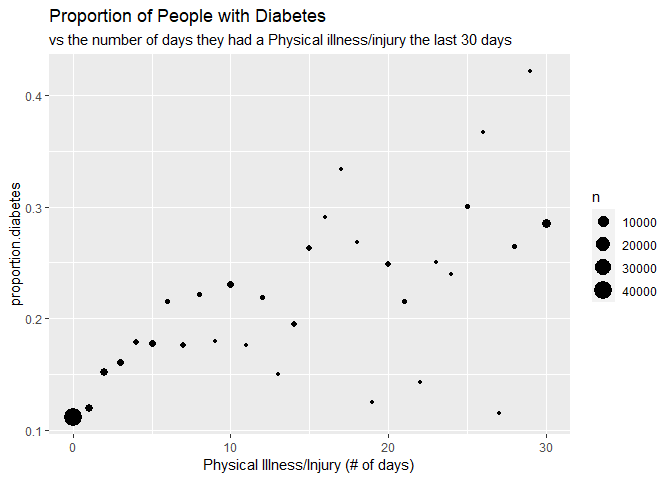 Proportion of People with Diabetes
vs the number of days they had a Physical illness/injury the last 30 days
0.4
0.3
0.2
0.1
proportion.diabetes
0
10
20
30
Physical Illness/Injury (# of days)
n
10000
20000
30000
40000